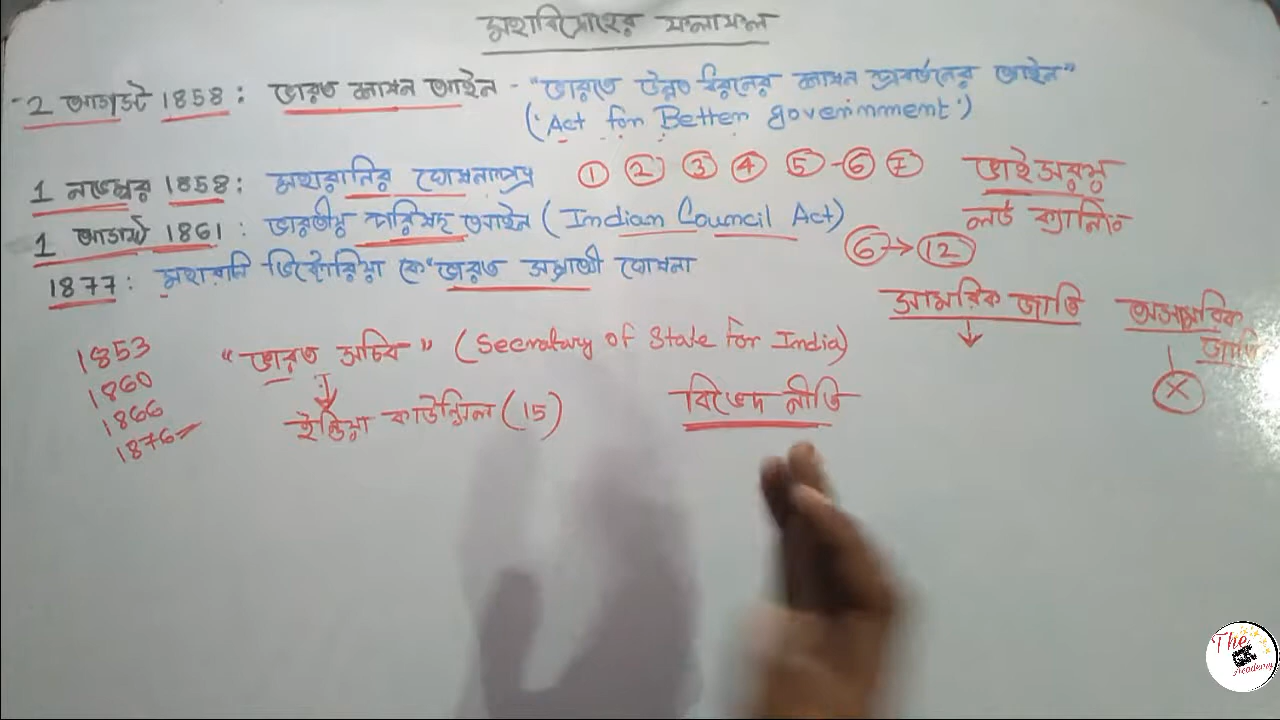 মহাবিদ্রোহের ফলাফল
-2 আগস্ট 1858 : ভারত শাসন আইন - "ভারতে উন্নত ধরনের শাসন প্রবর্তনের আইন"
('Act for Better government')
1 নভেম্বর 1858 : মহারানির ঘোষনাপত্র ① ② ③ ④ ⑤ - ⑥ ⑦ ভাইসরয়
লর্ড ক্যানিং
1 আগস্ট 1861 : ভারতীয় পরিষদ আইন (Indian Council Act) ⑥→⑫
1877 : মহারানি ভিক্টোরিয়া কে "ভারত সম্রাজ্ঞী ঘোষনা
সামরিক জাতি অসামরিক জাতি
↓ X
1853 "ভারত সচিব" (Secretary of State for India)
1860
1866 ইন্ডিয়া কাউন্সিল (15) বিভেদ নীতি
1876
The
Academy